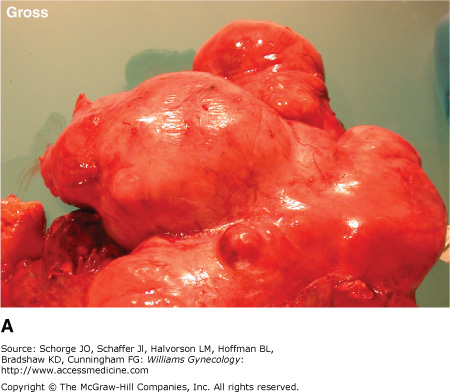 Gross
A
Source: Schorge JO, Schaffer Jl, Halvorson LM, Hoffman BL,
Bradshaw KD, Cunningham FG: Williams Gynecology:
http://www.accessmedicine.com
Copyright © The McGraw-Hill Companies, Inc. All rights reserved.